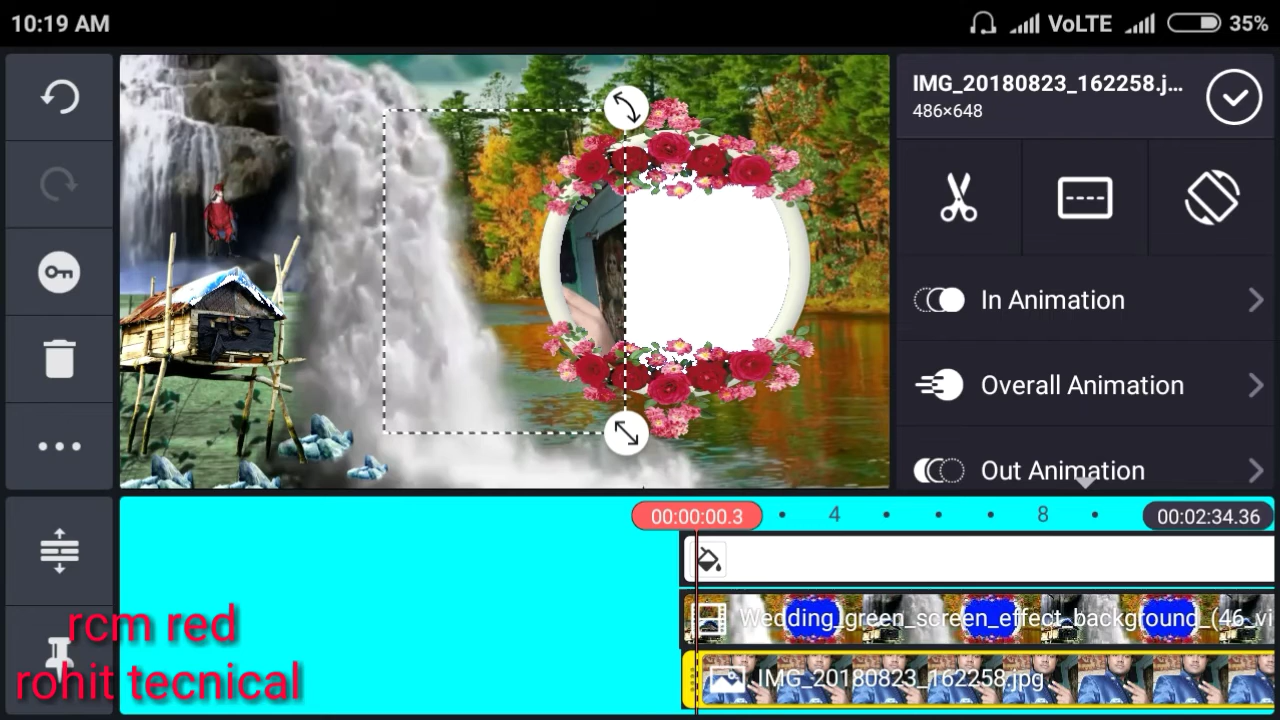 10:19 AM
VoLTE 35%
IMG_20180823_162258.j...
486×648
In Animation
Overall Animation
Out Animation
00:00:00.3
4
8
00:02:34.36
Wedding_green_screen_effect_background_(46_vi
IMG_20180823_162258.jpg
rcm red
rohit tecnical